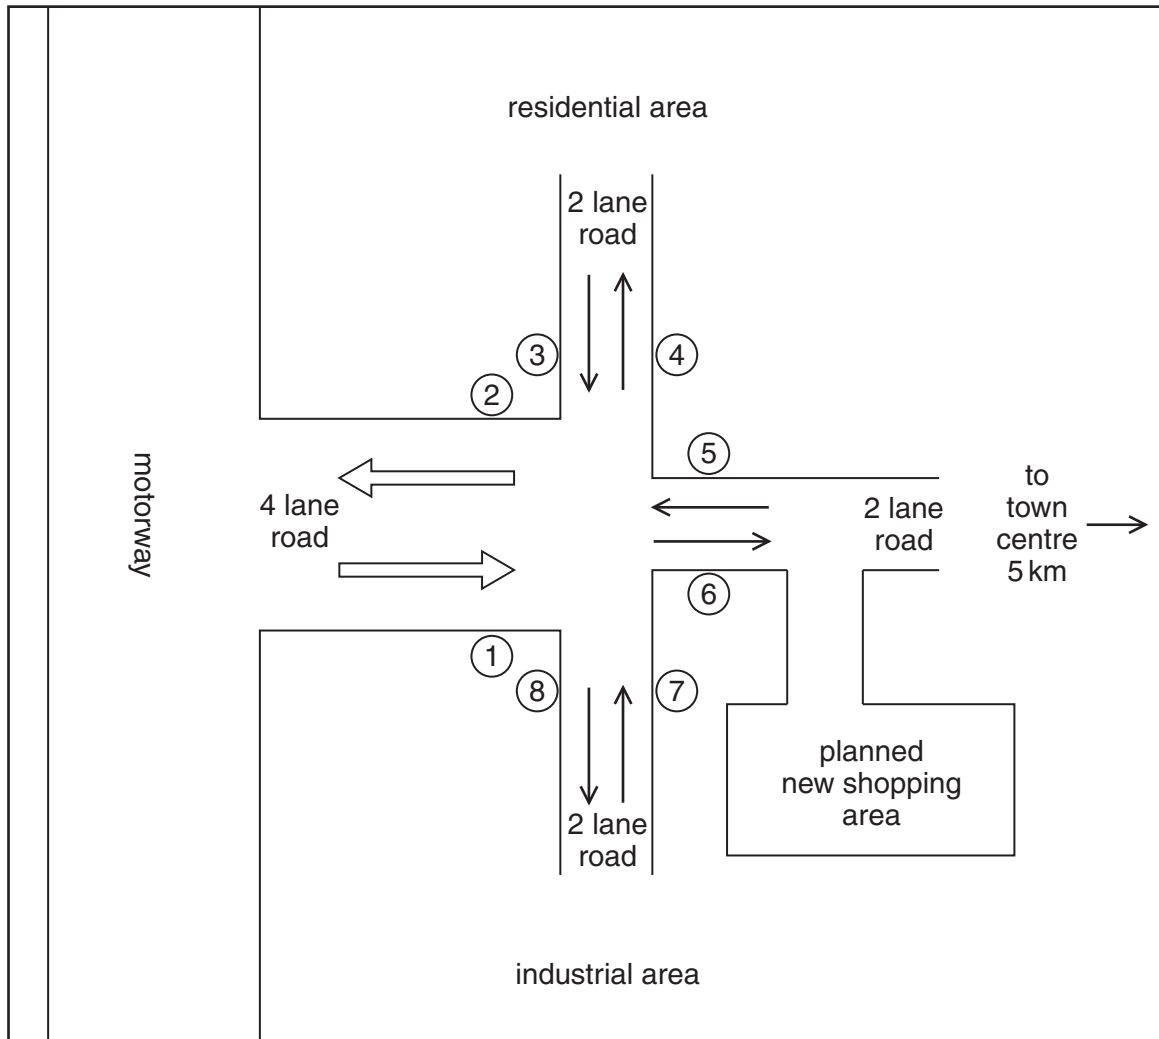 residential area
2 lane
road
3
4
2
5
motorway
4 lane
road
2 lane
road
to
town
centre
5 km
6
1
8
7
planned
new shopping
area
2 lane
road
industrial area